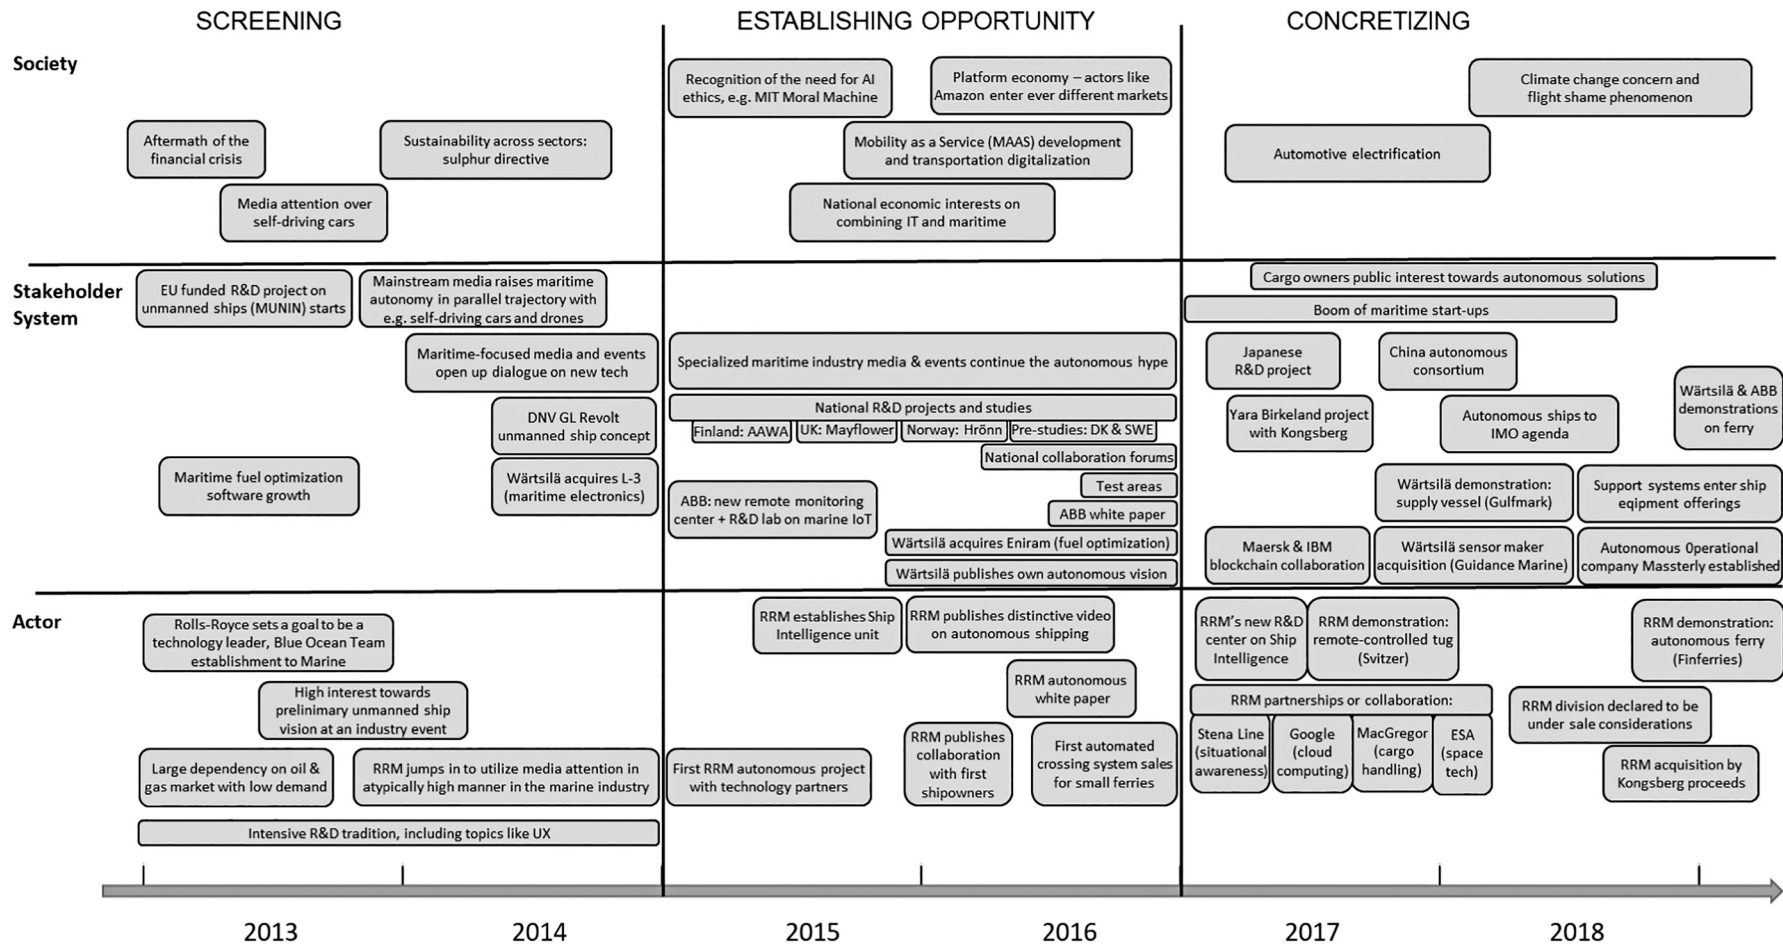 SCREENING
ESTABLISHING OPPORTUNITY
CONCRETIZING
Society
Aftermath of the
financial crisis
Media attention over
self-driving cars
Sustainability across sectors:
sulphur directive
Recognition of the need for AI
ethics, e.g. MIT Moral Machine
Platform economy – actors like
Amazon enter ever different markets
Mobility as a Service (MAAS) development
and transportation digitalization
National economic interests on
combining IT and maritime
Automotive electrification
Climate change concern and
flight shame phenomenon
Stakeholder
System
EU funded R&D project on
unmanned ships (MUNIN) starts
Mainstream media raises maritime
autonomy in parallel trajectory with
e.g. self-driving cars and drones
Maritime-focused media and events
open up dialogue on new tech
DNV GL Revolt
unmanned ship concept
Maritime fuel optimization
software growth
Wärtsilä acquires L-3
(maritime electronics)
Specialized maritime industry media & events continue the autonomous hype
National R&D projects and studies
Finland: AAWA
UK: Mayflower
Norway: Hrönn
Pre-studies: DK & SWE
National collaboration forums
Test areas
ABB: new remote monitoring
center + R&D lab on marine IoT
ABB white paper
Wärtsilä acquires Eniram (fuel optimization)
Wärtsilä publishes own autonomous vision
Cargo owners public interest towards autonomous solutions
Boom of maritime start-ups
Japanese
R&D project
China autonomous
consortium
Wärtsilä & ABB
demonstrations
on ferry
Yara Birkeland project
with Kongsberg
Autonomous ships to
IMO agenda
Wärtsilä demonstration:
supply vessel (Gulfmark)
Support systems enter ship
eqipment offerings
Maersk & IBM
blockchain collaboration
Wärtsilä sensor maker
acquisition (Guidance Marine)
Autonomous Operational
company Massterly established
Actor
Rolls-Royce sets a goal to be a
technology leader, Blue Ocean Team
establishment to Marine
High interest towards
preliminary unmanned ship
vision at an industry event
Large dependency on oil &
gas market with low demand
RRM jumps in to utilize media attention in
atypically high manner in the marine industry
Intensive R&D tradition, including topics like UX
RRM establishes Ship
Intelligence unit
RRM publishes distinctive video
on autonomous shipping
RRM autonomous
white paper
First RRM autonomous project
with technology partners
RRM publishes
collaboration
with first
shipowners
First automated
crossing system sales
for small ferries
RRM's new R&D
center on Ship
Intelligence
RRM demonstration:
remote-controlled tug
(Svitzer)
RRM demonstration:
autonomous ferry
(Finferries)
RRM partnerships or collaboration:
Stena Line
(situational
awareness)
Google
(cloud
computing)
MacGregor
(cargo
handling)
ESA
(space
tech)
RRM division declared to be
under sale considerations
RRM acquisition by
Kongsberg proceeds
2013
2014
2015
2016
2017
2018